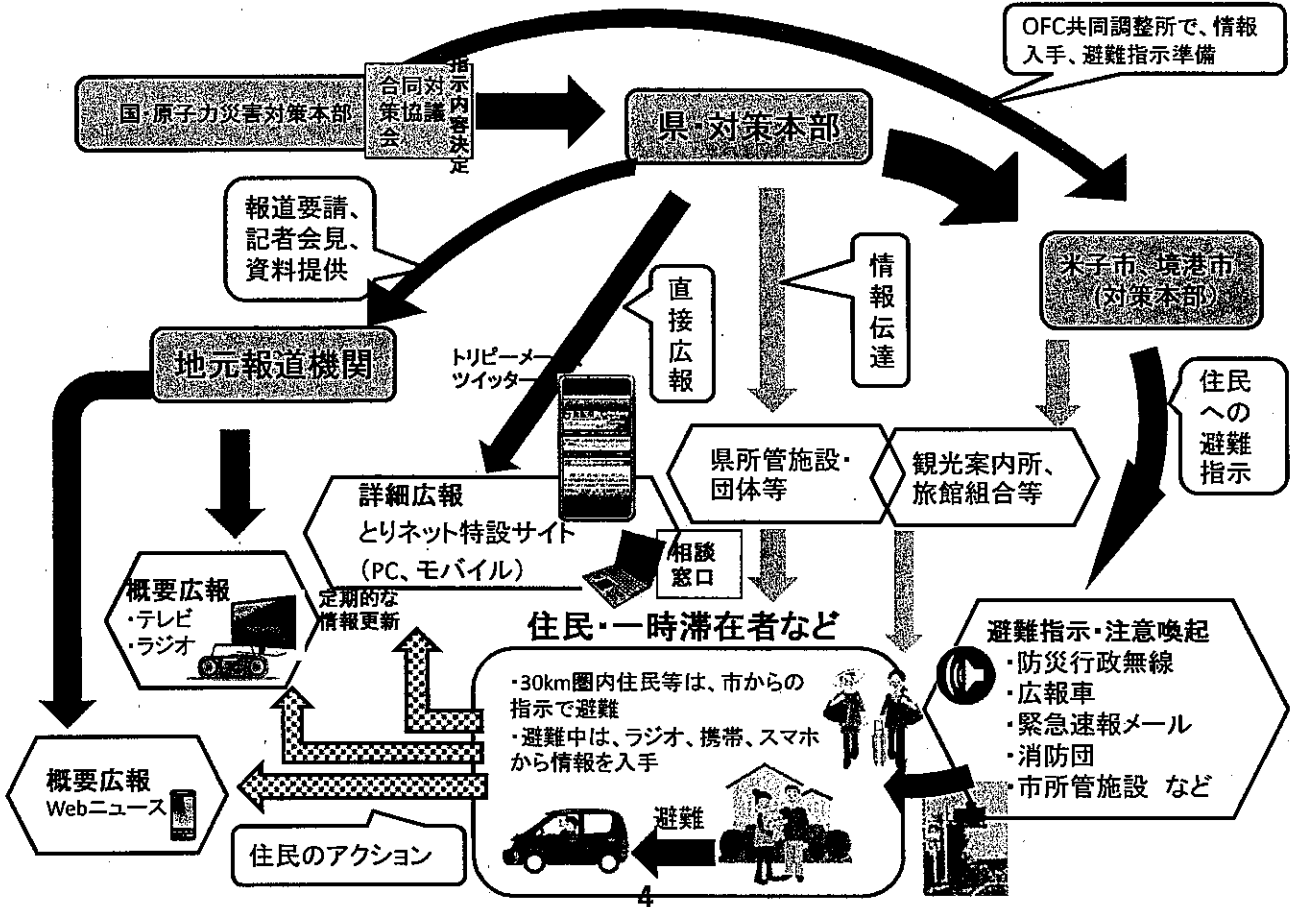 OFC共同調整所で、情報
入手、避難指示準備
国・原子力災害対策本部
合同対
策協議
会
指示内容決定
県・対策本部
報道要請、
記者会見、
資料提供
直接広報
情報伝達
米子市、境港市
(対策本部)
地元報道機関
トリピーメー
ツイッター
住民
への
避難
指示
県所管施設・
団体等
観光案内所、
旅館組合等
詳細広報
とりネット特設サイト
(PC、モバイル)
相談
窓口
概要広報
・テレビ
・ラジオ
定期的な
情報更新
住民・一時滞在者など
避難指示・注意喚起
・防災行政無線
・広報車
・緊急速報メール
・消防団
・市所管施設 など
・30km圏内住民等は、市からの
指示で避難
・避難中は、ラジオ、携帯、スマホ
から情報を入手
概要広報
Webニュース
避難
住民のアクション
4